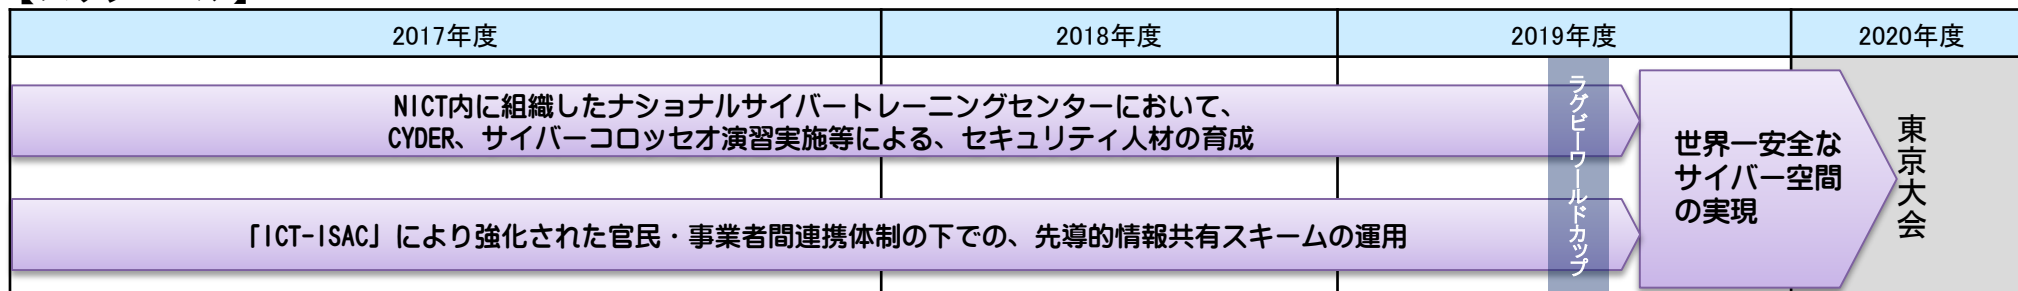 2017年度
2018年度
2019年度
2020年度
NICT内に組織したナショナルサイバートレーニングセンターにおいて、
CYDER、サイバーコロッセオ演習実施等による、セキュリティ人材の育成
「ICT-ISAC」により強化された官民・事業者間連携体制の下での、先導的情報共有スキームの運用
ラグビーワールドカップ
世界一安全な
サイバー空間
の実現
東京大会